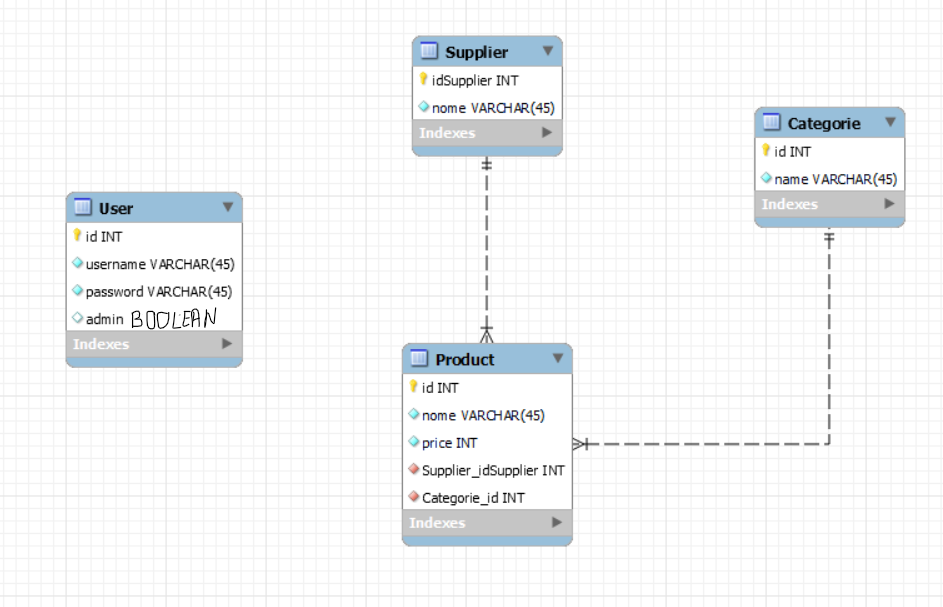 Supplier
idSupplier INT
nome VARCHAR(45)
Indexes
Categorie
id INT
name VARCHAR(45)
Indexes
User
id INT
username VARCHAR(45)
password VARCHAR(45)
admin BOOLEAN
Indexes
Product
id INT
nome VARCHAR(45)
price INT
Supplier_idSupplier INT
Categorie_id INT
Indexes